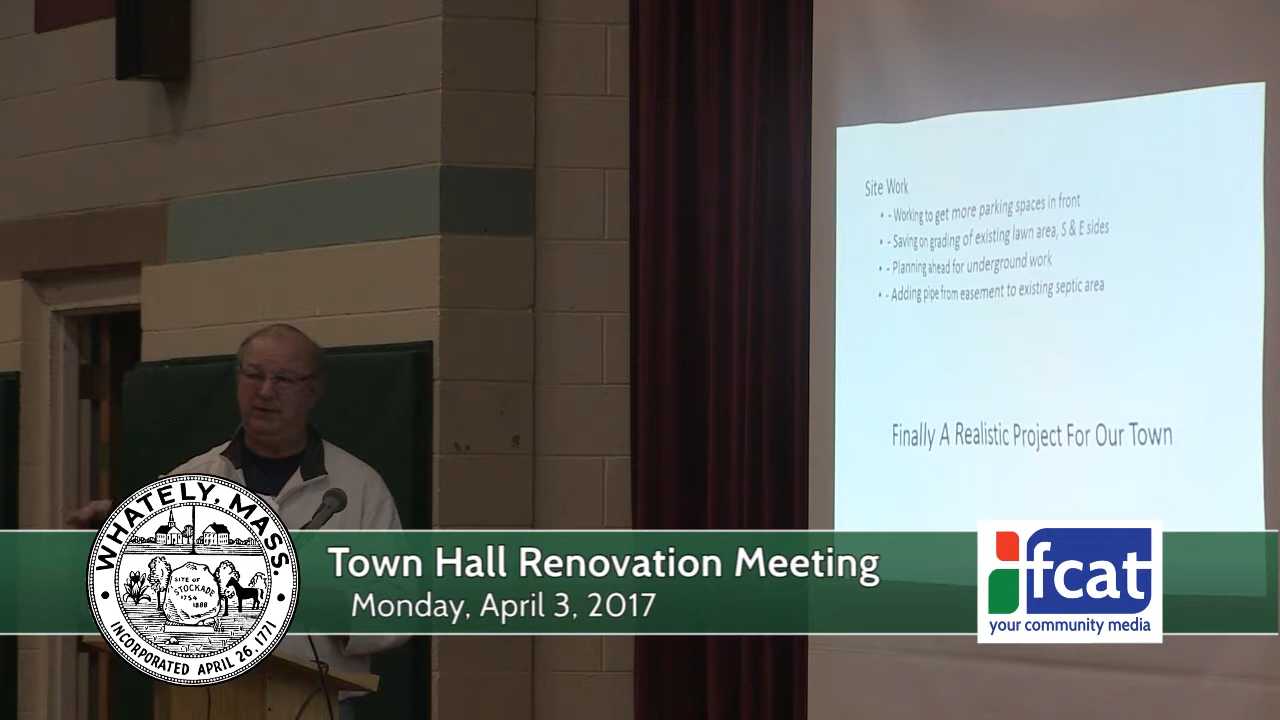 Site Work
• - Working to get more parking spaces in front
• - Saving on grading of existing lawn area, S & E sides
• - Planning ahead for underground work
• - Adding pipe from easement to existing septic area
Finally A Realistic Project For Our Town
WHATELY, MASS.
SITE OF
STOCKADE
1754
1888
INCORPORATED APRIL 26, 1771
Town Hall Renovation Meeting
Monday, April 3, 2017
fcat
your community media